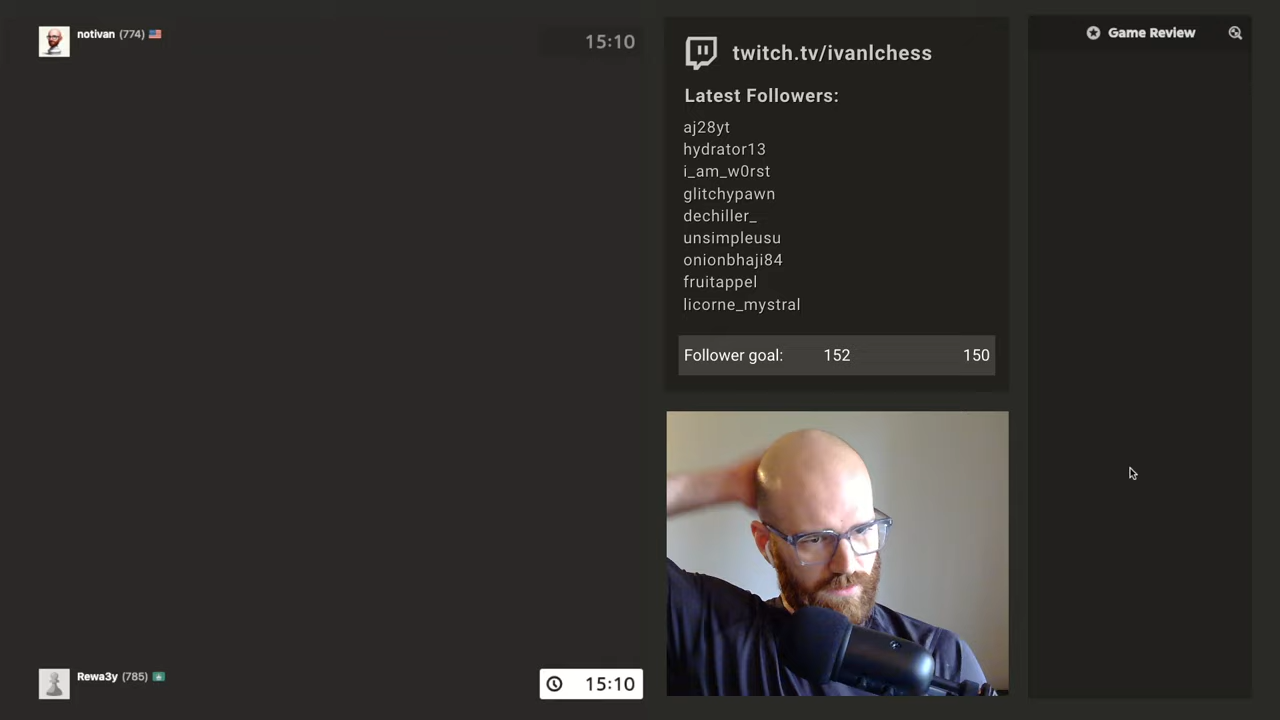 notivan (774)
15:10
twitch.tv/ivanlchess
Latest Followers:
aj28yt
hydrator13
i_am_w0rst
glitchypawn
dechiller_
unsimpleusu
onionbhaji84
fruitappel
licorne_mystral
Follower goal: 152 150
Game Review
Rewa3y (785)
15:10